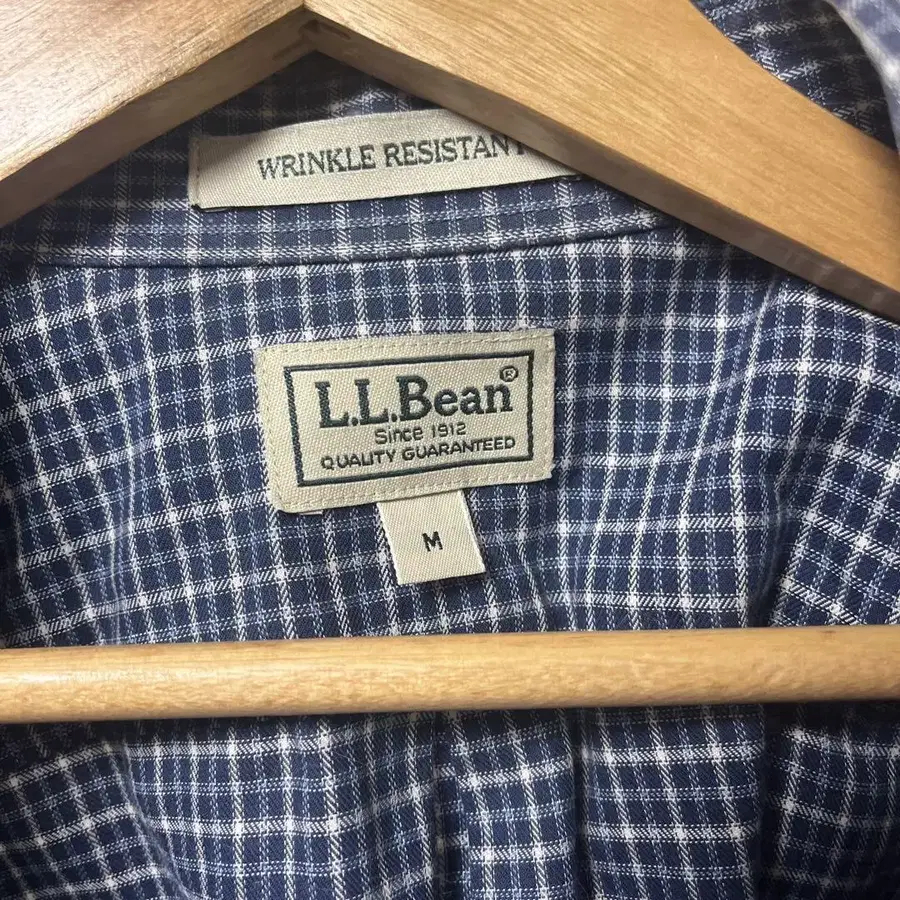 WRINKLE RESISTANT
L.L.Bean®
Since 1912
QUALITY GUARANTEED
M